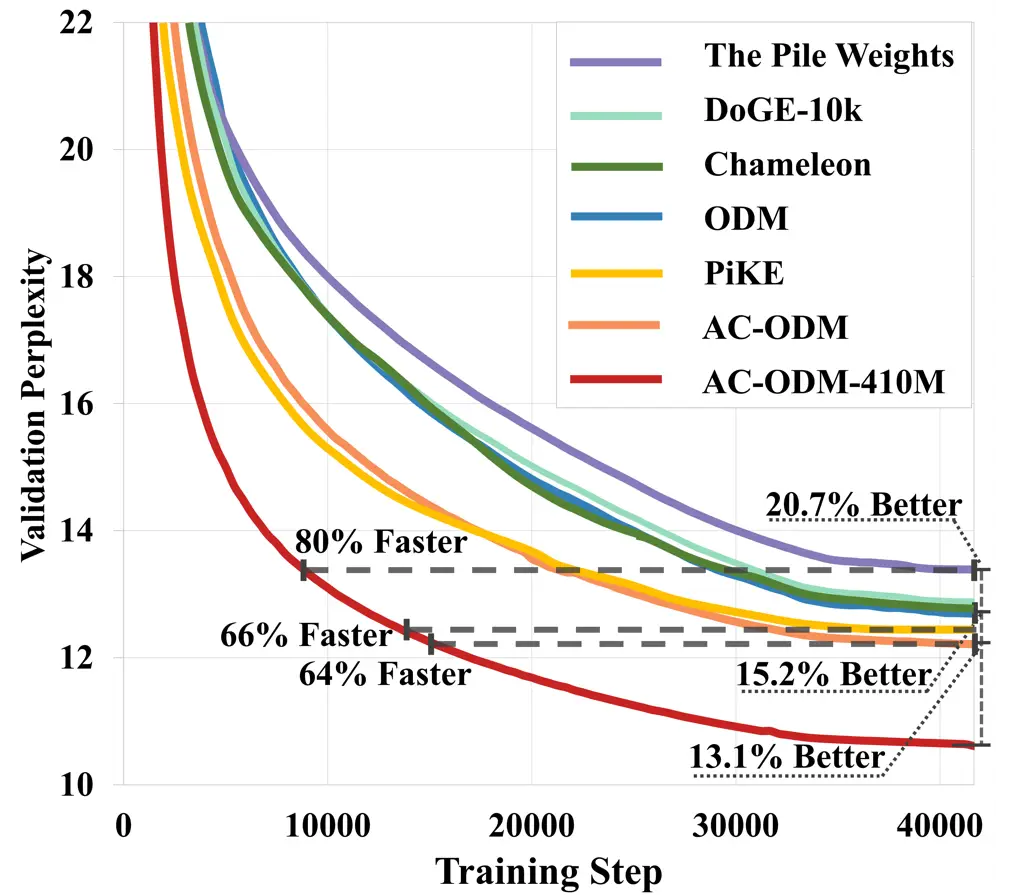 22
20
18
16
14
12
10
Validation Perplexity
The Pile Weights
DoGE-10k
Chameleon
ODM
PiKE
AC-ODM
AC-ODM-410M
20.7% Better
80% Faster
66% Faster
64% Faster
15.2% Better
13.1% Better
0
10000
20000
30000
40000
Training Step